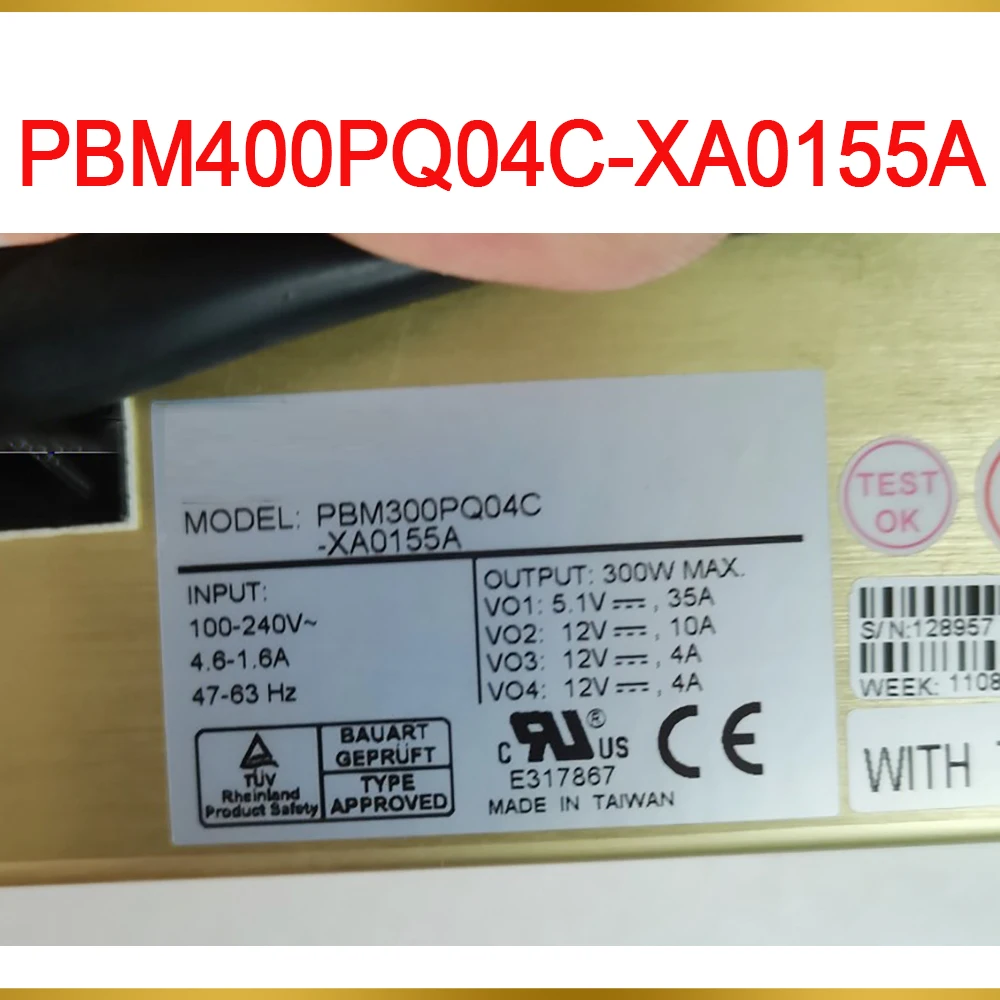 PBM400PQ04C-XA0155A
MODEL: PBM300PQ04C
-XA0155A
INPUT:
100-240V~
4.6-1.6A
47-63 Hz
OUTPUT: 300W MAX.
VO1: 5.1V⎓, 35A
VO2: 12V⎓, 10A
VO3: 12V⎓, 4A
VO4: 12V⎓, 4A
TÜV
Rheinland
Product Safety
BAUART
GEPRÜFT
TYPE
APPROVED
C RU ® US
E317867
MADE IN TAIWAN
CE
TEST
OK
S/N:128957
WEEK: 1108
WITH